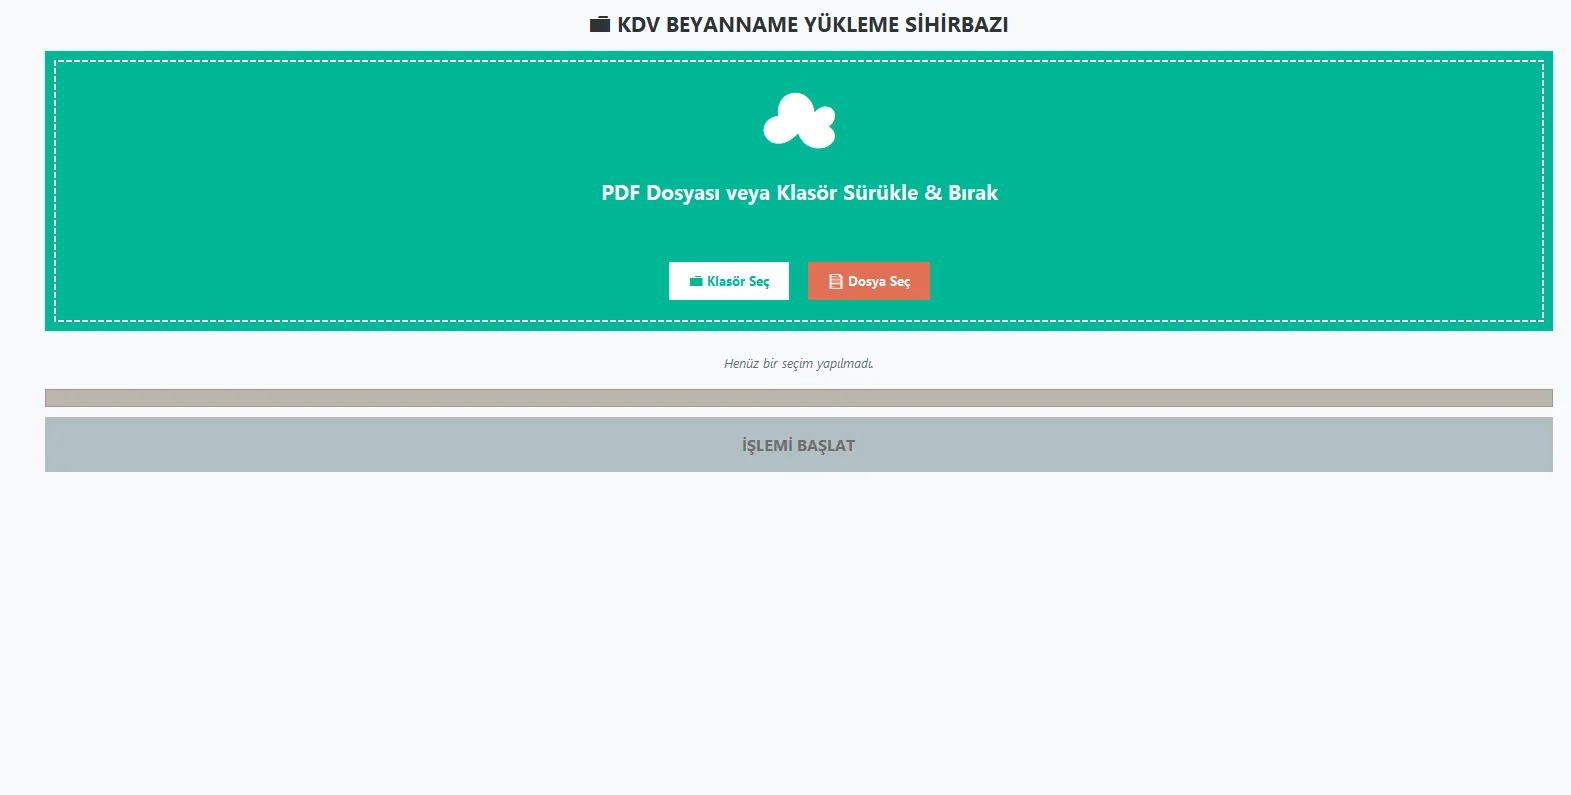 KDV BEYANNAME YÜKLEME SİHİRBAZI
PDF Dosyası veya Klasör Sürükle & Bırak
Klasör Seç
Dosya Seç
Henüz bir seçim yapılmadı.
İŞLEMİ BAŞLAT